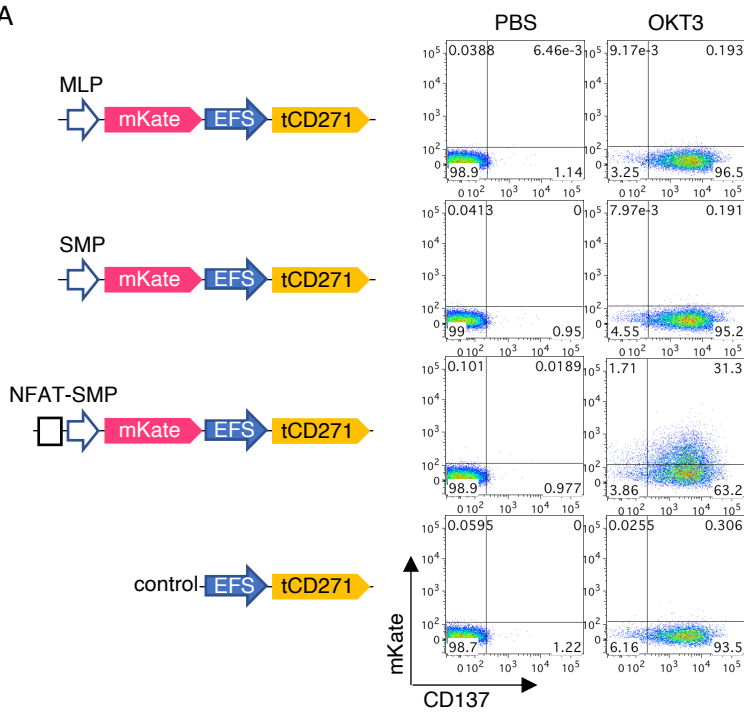 A
PBS OKT3
MLP
mKate EFS tCD271
10⁵ 0.0388 6.46e-3 10⁵ 9.17e-3 0.193
10⁴ 10⁴
10³ 10³
10² 10²
0 98.9 1.14 0 3.25 96.5
0 10² 10³ 10⁴ 10⁵ 0 10² 10³ 10⁴ 10⁵
SMP
mKate EFS tCD271
10⁵ 0.0413 0 10⁵ 7.97e-3 0.191
10⁴ 10⁴
10³ 10³
10² 10²
0 99 0.95 0 4.55 95.2
0 10² 10³ 10⁴ 10⁵ 0 10² 10³ 10⁴ 10⁵
NFAT-SMP
mKate EFS tCD271
10⁵ 0.101 0.0189 10⁵ 1.71 31.3
10⁴ 10⁴
10³ 10³
10² 10²
0 98.9 0.977 0 3.86 63.2
0 10² 10³ 10⁴ 10⁵ 0 10² 10³ 10⁴ 10⁵
control EFS tCD271
10⁵ 0.0595 0 10⁵ 0.0255 0.306
10⁴ 10⁴
10³ 10³
10² 10²
0 98.7 1.22 0 6.16 93.5
0 10² 10³ 10⁴ 10⁵ 0 10² 10³ 10⁴ 10⁵
mKate
CD137